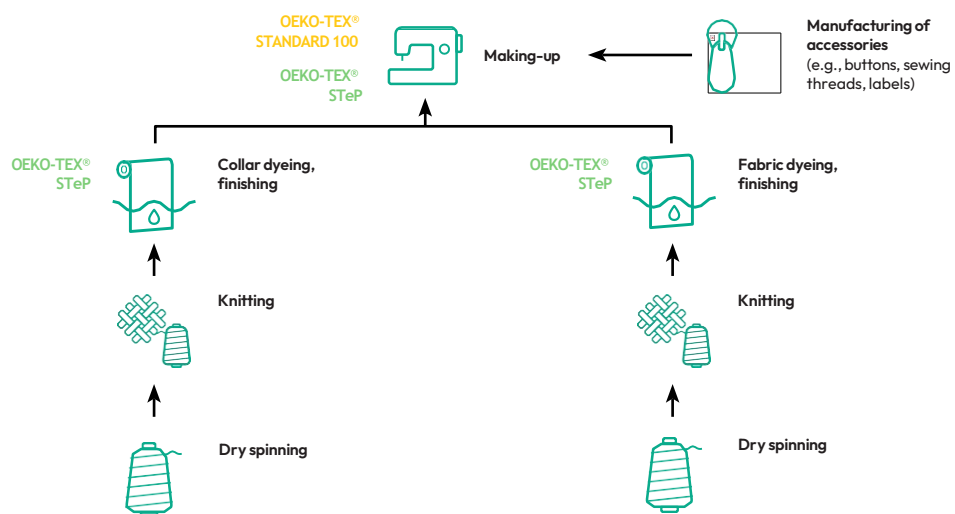 OEKO-TEX®
STANDARD 100
OEKO-TEX®
STeP
Making-up
Manufacturing of
accessories
(e.g., buttons, sewing
threads, labels)
OEKO-TEX®
STeP
Collar dyeing,
finishing
OEKO-TEX®
STeP
Fabric dyeing,
finishing
Knitting
Knitting
Dry spinning
Dry spinning